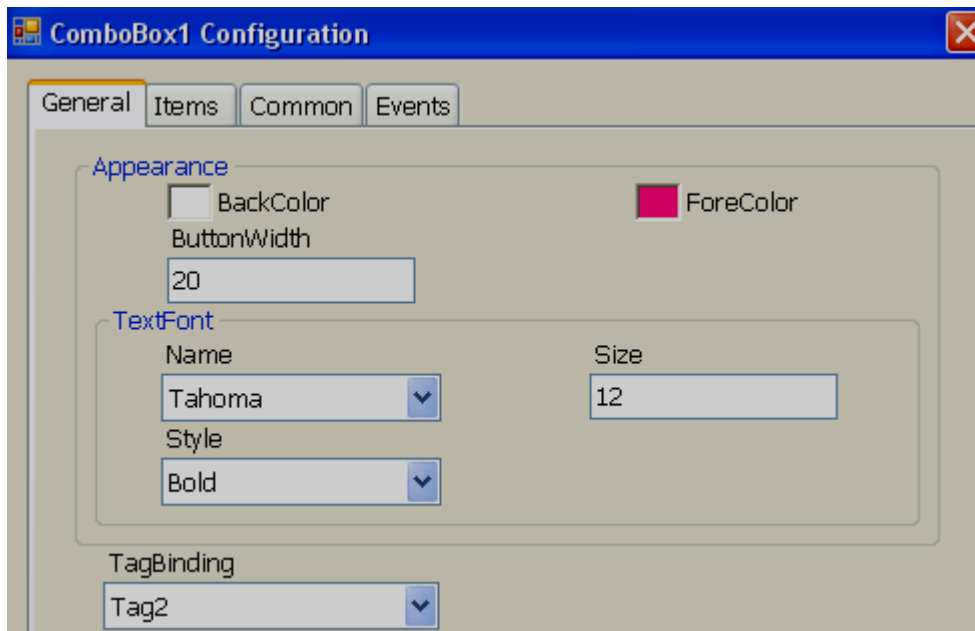 ComboBox1 Configuration
General Items Common Events
Appearance
BackColor ForeColor
ButtonWidth
20
TextFont
Name Size
Tahoma 12
Style
Bold
TagBinding
Tag2